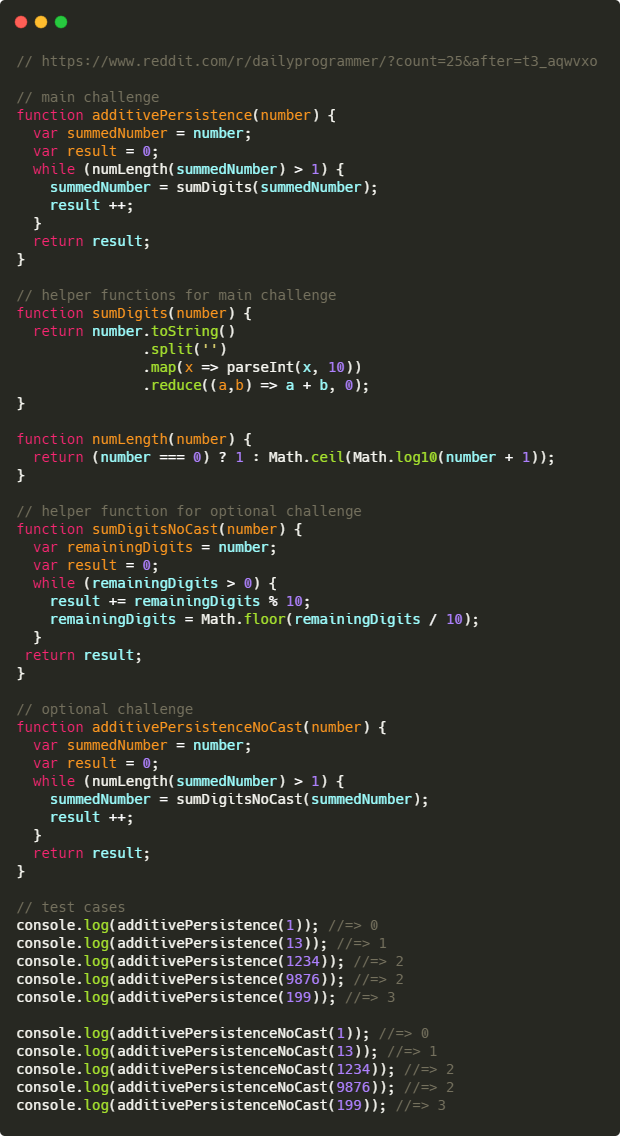 // https://www.reddit.com/r/dailyprogrammer/?count=25&after=t3_aqwvxo

// main challenge
function additivePersistence(number) {
  var summedNumber = number;
  var result = 0;
  while (numLength(summedNumber) > 1) {
    summedNumber = sumDigits(summedNumber);
    result ++;
  }
  return result;
}

// helper functions for main challenge
function sumDigits(number) {
  return number.toString()
               .split('')
               .map(x => parseInt(x, 10))
               .reduce((a,b) => a + b, 0);
}

function numLength(number) {
  return (number === 0) ? 1 : Math.ceil(Math.log10(number + 1));
}

// helper function for optional challenge
function sumDigitsNoCast(number) {
  var remainingDigits = number;
  var result = 0;
  while (remainingDigits > 0) {
    result += remainingDigits % 10;
    remainingDigits = Math.floor(remainingDigits / 10);
  }
 return result;
}

// optional challenge
function additivePersistenceNoCast(number) {
  var summedNumber = number;
  var result = 0;
  while (numLength(summedNumber) > 1) {
    summedNumber = sumDigitsNoCast(summedNumber);
    result ++;
  }
  return result;
}

// test cases
console.log(additivePersistence(1)); //=> 0
console.log(additivePersistence(13)); //=> 1
console.log(additivePersistence(1234)); //=> 2
console.log(additivePersistence(9876)); //=> 2
console.log(additivePersistence(199)); //=> 3

console.log(additivePersistenceNoCast(1)); //=> 0
console.log(additivePersistenceNoCast(13)); //=> 1
console.log(additivePersistenceNoCast(1234)); //=> 2
console.log(additivePersistenceNoCast(9876)); //=> 2
console.log(additivePersistenceNoCast(199)); //=> 3